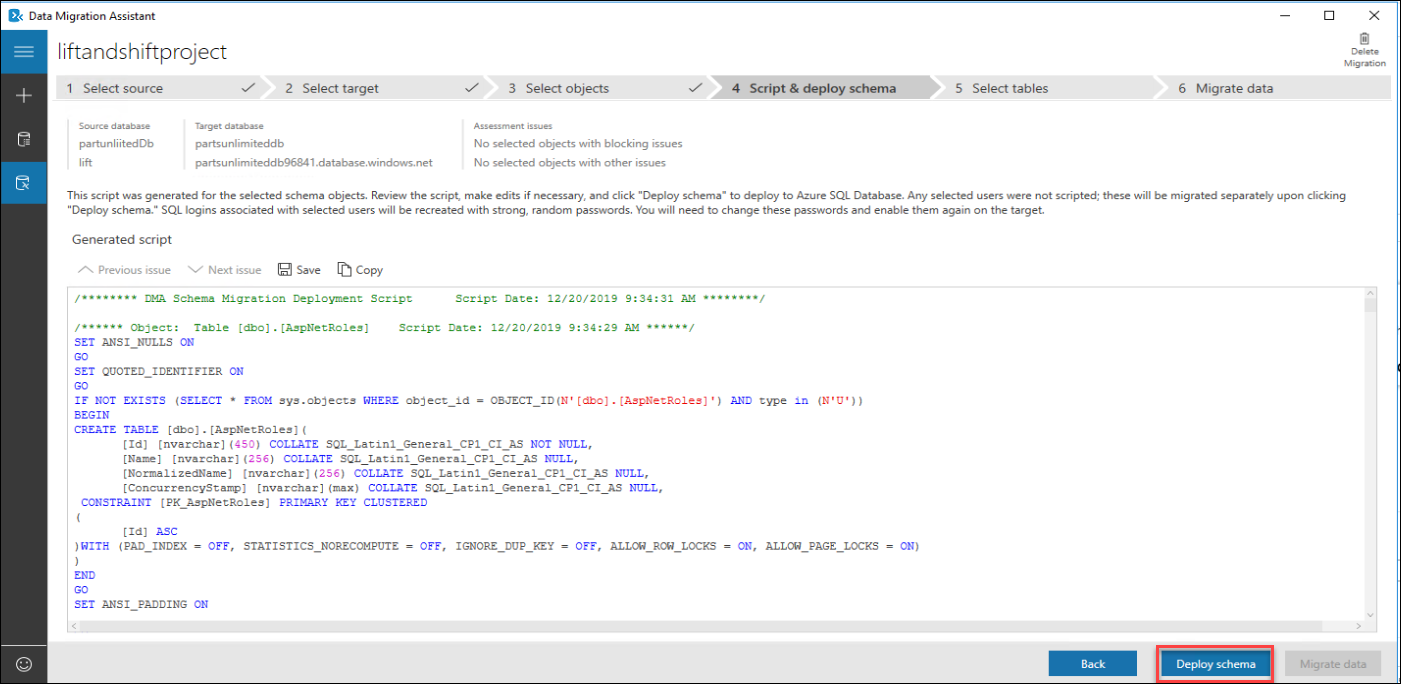 Data Migration Assistant
liftandshiftproject
Delete
Migration
1 Select source
2 Select target
3 Select objects
4 Script & deploy schema
5 Select tables
6 Migrate data
Source database
partunliitedDb
lift
Target database
partsunlimiteddb
partsunlimiteddb96841.database.windows.net
Assessment issues
No selected objects with blocking issues
No selected objects with other issues
This script was generated for the selected schema objects. Review the script, make edits if necessary, and click "Deploy schema" to deploy to Azure SQL Database. Any selected users were not scripted; these will be migrated separately upon clicking
"Deploy schema." SQL logins associated with selected users will be recreated with strong, random passwords. You will need to change these passwords and enable them again on the target.
Generated script
Previous issue
Next issue
Save
Copy
/******** DMA Schema Migration Deployment Script      Script Date: 12/20/2019 9:34:31 AM ********/
/****** Object:  Table [dbo].[AspNetRoles]    Script Date: 12/20/2019 9:34:29 AM ******/
SET ANSI_NULLS ON
GO
SET QUOTED_IDENTIFIER ON
GO
IF NOT EXISTS (SELECT * FROM sys.objects WHERE object_id = OBJECT_ID(N'[dbo].[AspNetRoles]') AND type in (N'U'))
BEGIN
CREATE TABLE [dbo].[AspNetRoles](
[Id] [nvarchar](450) COLLATE SQL_Latin1_General_CP1_CI_AS NOT NULL,
[Name] [nvarchar](256) COLLATE SQL_Latin1_General_CP1_CI_AS NULL,
[NormalizedName] [nvarchar](256) COLLATE SQL_Latin1_General_CP1_CI_AS NULL,
[ConcurrencyStamp] [nvarchar](max) COLLATE SQL_Latin1_General_CP1_CI_AS NULL,
CONSTRAINT [PK_AspNetRoles] PRIMARY KEY CLUSTERED
(
[Id] ASC
)WITH (PAD_INDEX = OFF, STATISTICS_NORECOMPUTE = OFF, IGNORE_DUP_KEY = OFF, ALLOW_ROW_LOCKS = ON, ALLOW_PAGE_LOCKS = ON)
)
END
GO
SET ANSI_PADDING ON
Back
Deploy schema
Migrate data